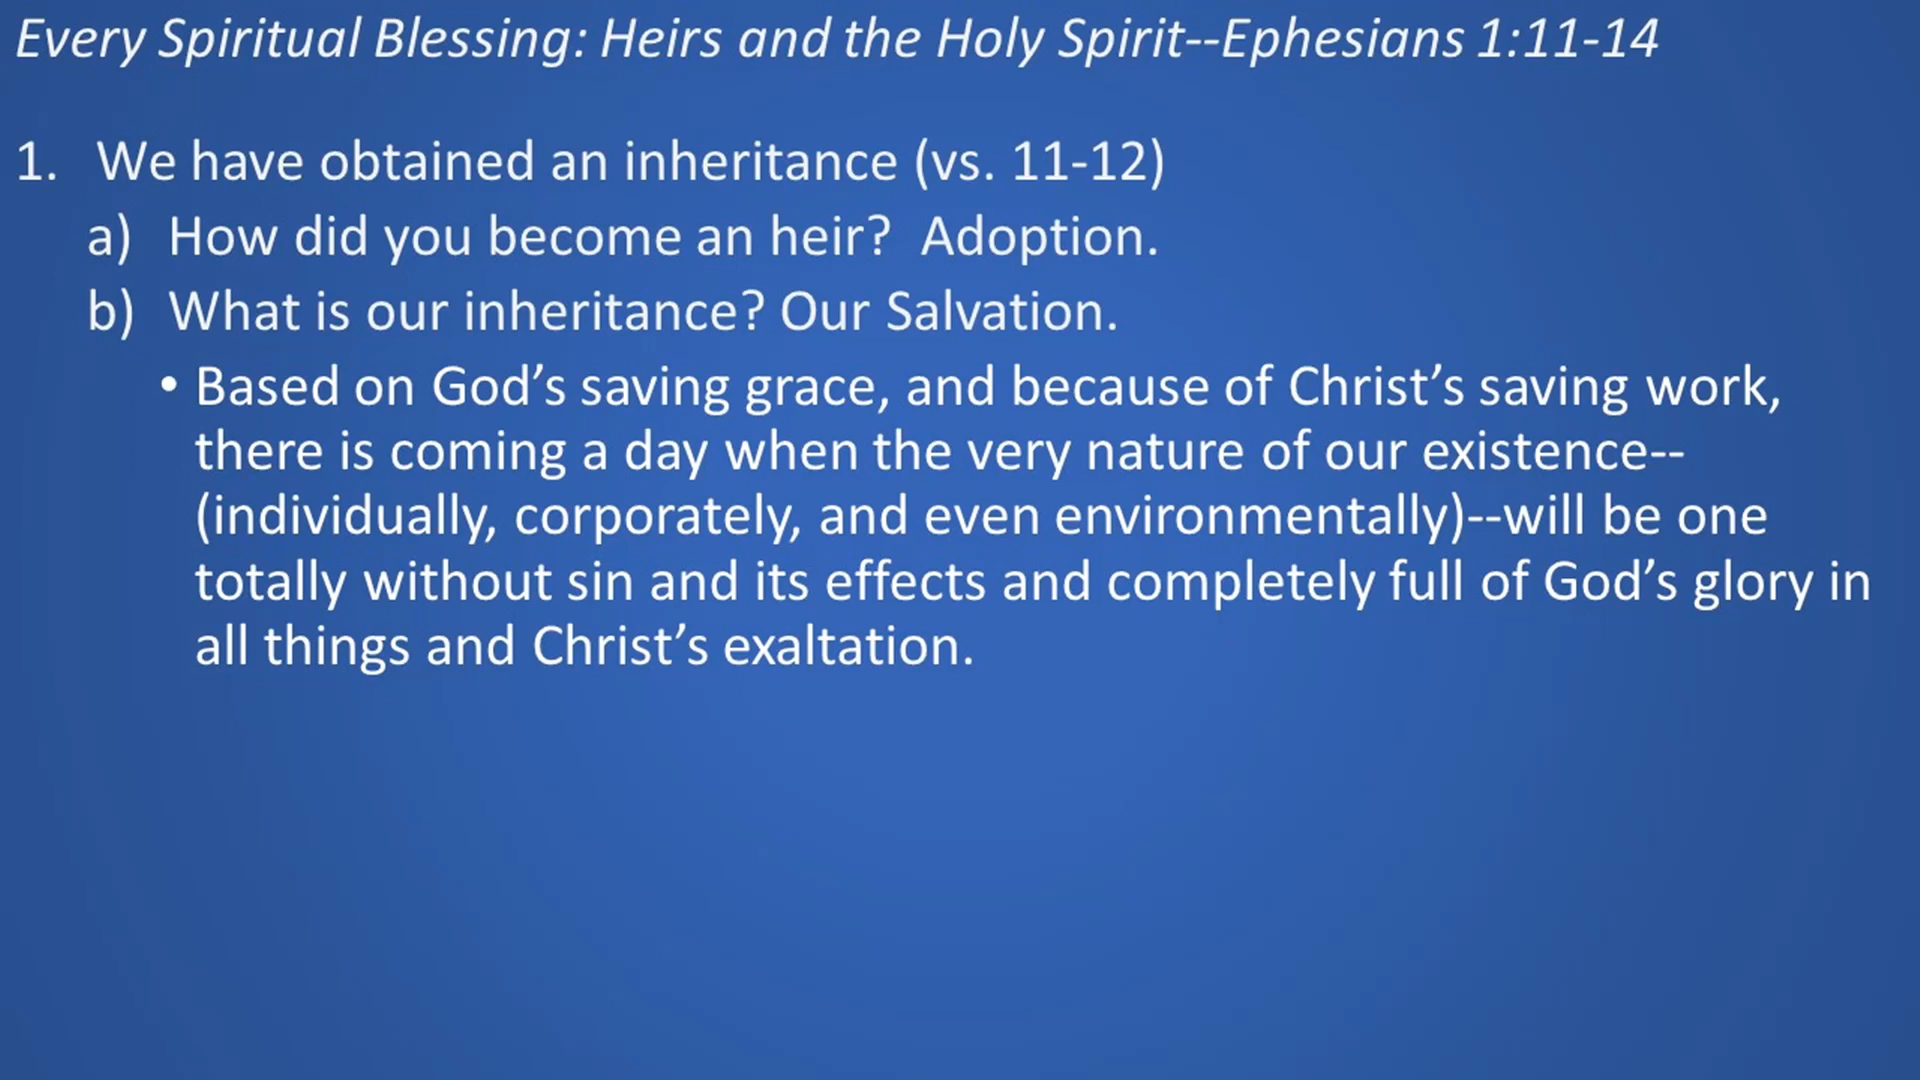 Every Spiritual Blessing: Heirs and the Holy Spirit--Ephesians 1:11-14
1. We have obtained an inheritance (vs. 11-12)
a) How did you become an heir?  Adoption.
b) What is our inheritance? Our Salvation.
• Based on God’s saving grace, and because of Christ’s saving work,
there is coming a day when the very nature of our existence--
(individually, corporately, and even environmentally)--will be one
totally without sin and its effects and completely full of God’s glory in
all things and Christ’s exaltation.